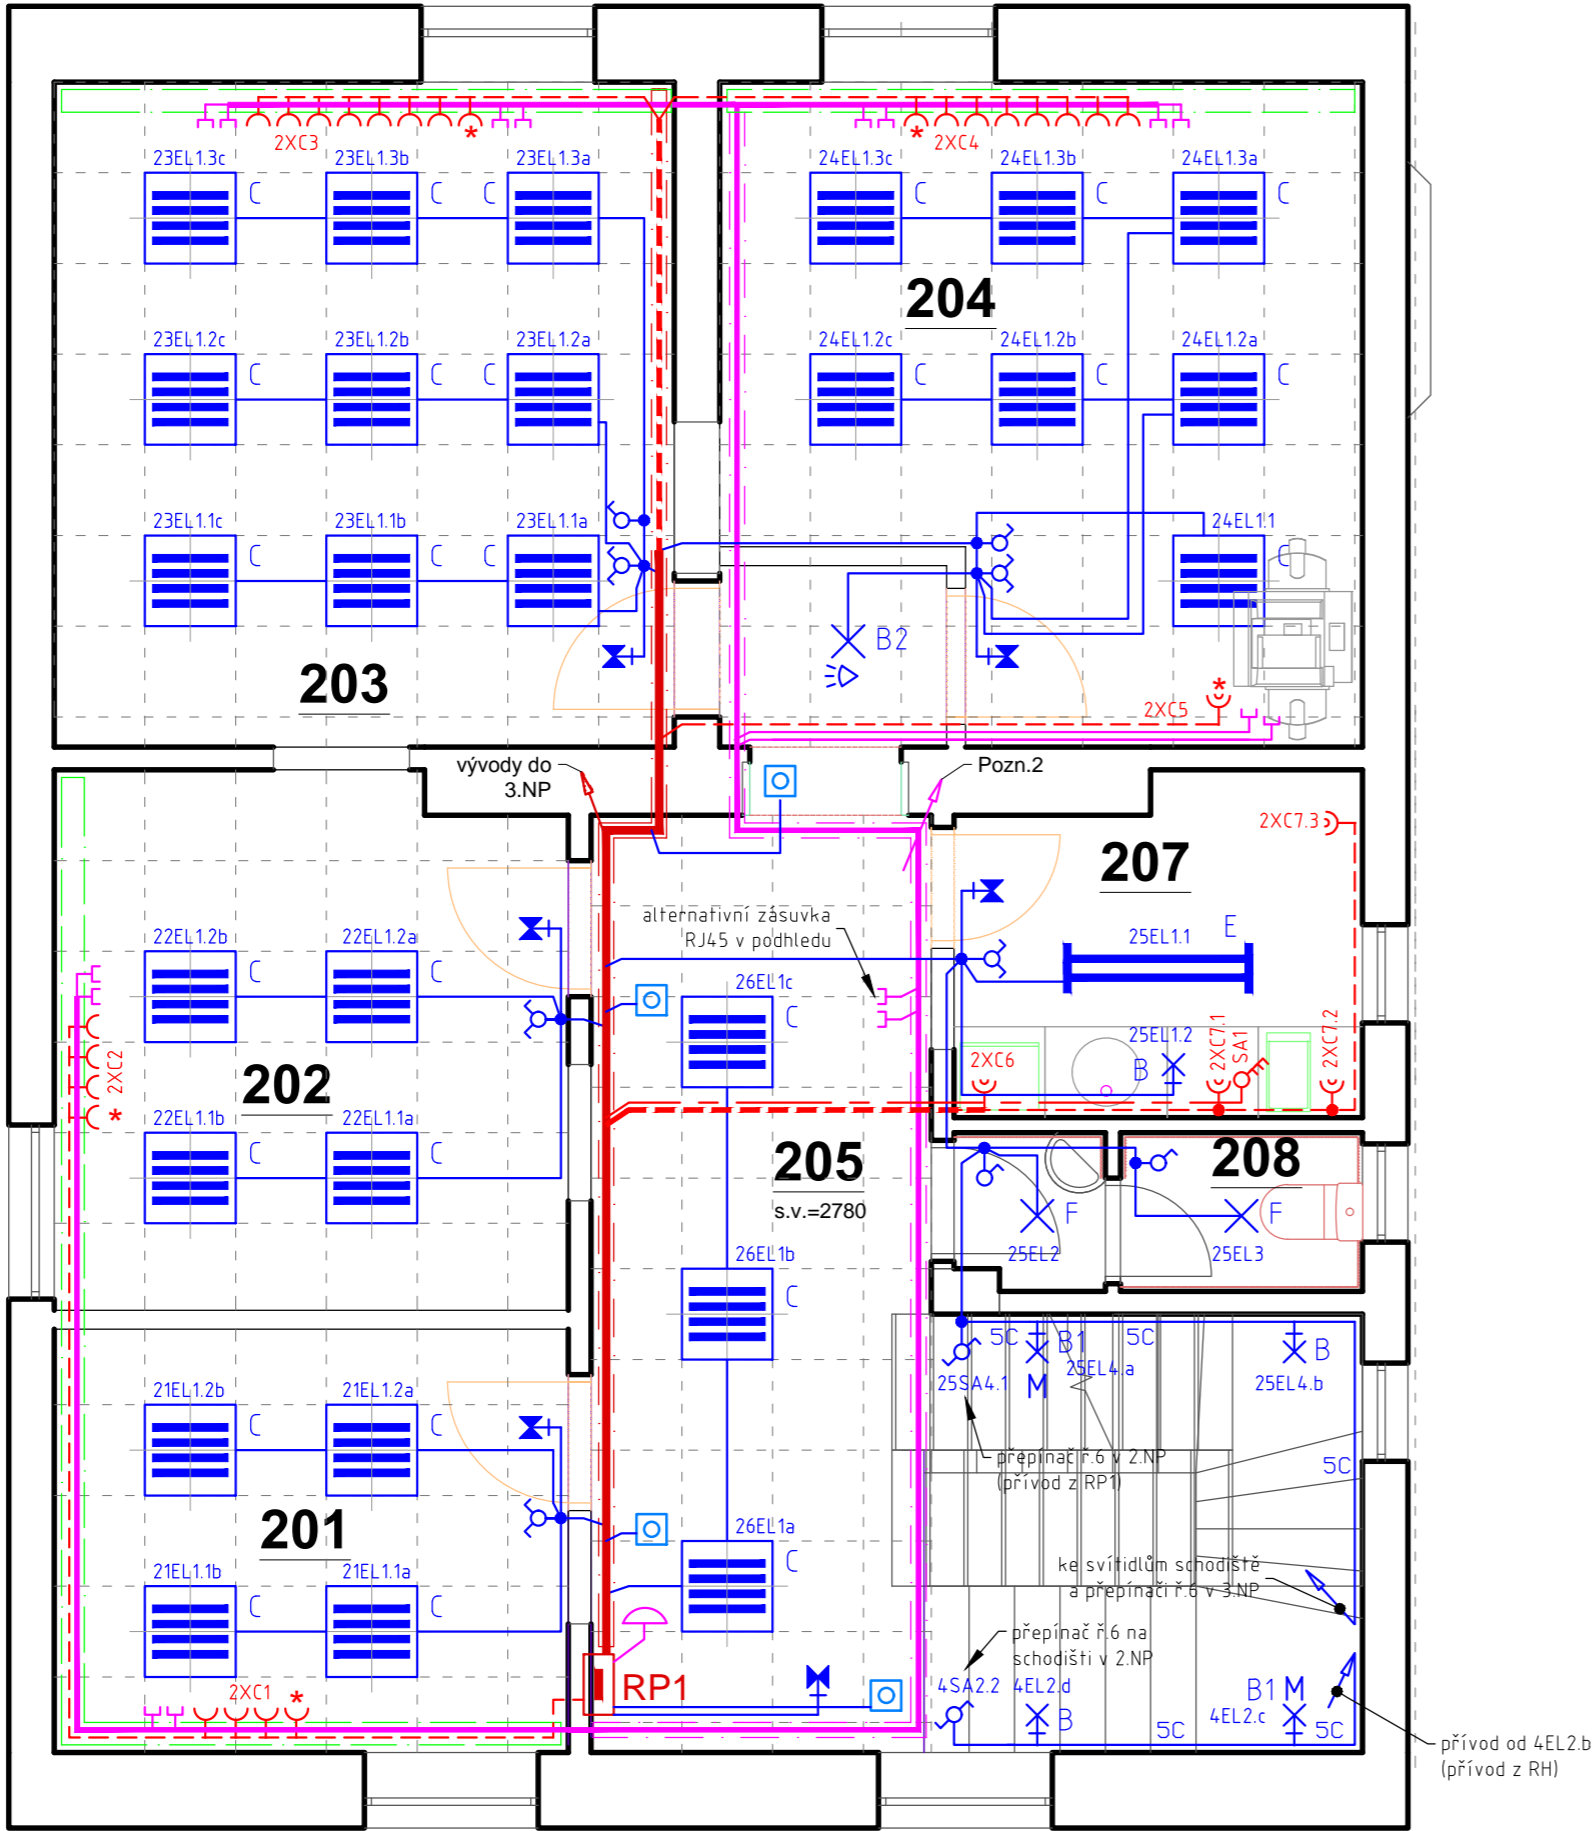 2XC3
*
*
2XC4
23EL1.3c
23EL1.3b
23EL1.3a
24EL1.3c
24EL1.3b
24EL1.3a
C
C
C
C
C
C
204
23EL1.2c
23EL1.2b
23EL1.2a
24EL1.2c
24EL1.2b
24EL1.2a
C
C
C
C
C
C
23EL1.1c
23EL1.1b
23EL1.1a
24EL1.1
C
C
C
C
B2
203
2XC5
*
vývody do
3.NP
Pozn.2
2XC7.3
207
alternativní zásuvka
RJ45 v podhledu
22EL1.2b
22EL1.2a
C
C
25EL1.1
E
26EL1c
C
25EL1.2
B
2XC6
2XC7.1
SA1
2XC7.2
2XC2
*
202
22EL1.1b
22EL1.1a
C
C
205
s.v.=2780
208
F
F
25EL2
25EL3
26EL1b
C
5C
B1
5C
B
25SA4.1
M
25EL4.a
25EL4.b
21EL1.2b
21EL1.2a
C
C
přepínač ř.6 v 2.NP
(přívod z RP1)
5C
201
26EL1a
C
21EL1.1b
21EL1.1a
C
C
ke svítidlům schodiště
a přepínači ř.6 v 3.NP
přepínač ř.6 na
schodišti v 2.NP
2XC1
*
RP1
4SA2.2
4EL2.d
B
5C
B1
M
4EL2.c
5C
přívod od 4EL2.b
(přívod z RH)